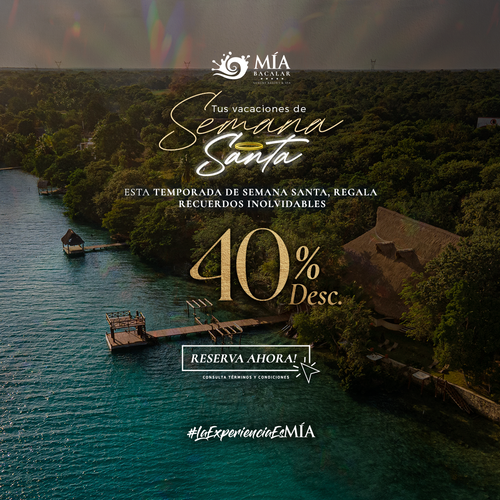 MÍA
BACALAR
Tus vacaciones de
Semana
Santa
ESTA TEMPORADA DE SEMANA SANTA, REGALA
RECUERDOS INOLVIDABLES
40%
Desc.
RESERVA AHORA!
CONSULTA TÉRMINOS Y CONDICIONES
#LaExperienciaEsMÍA